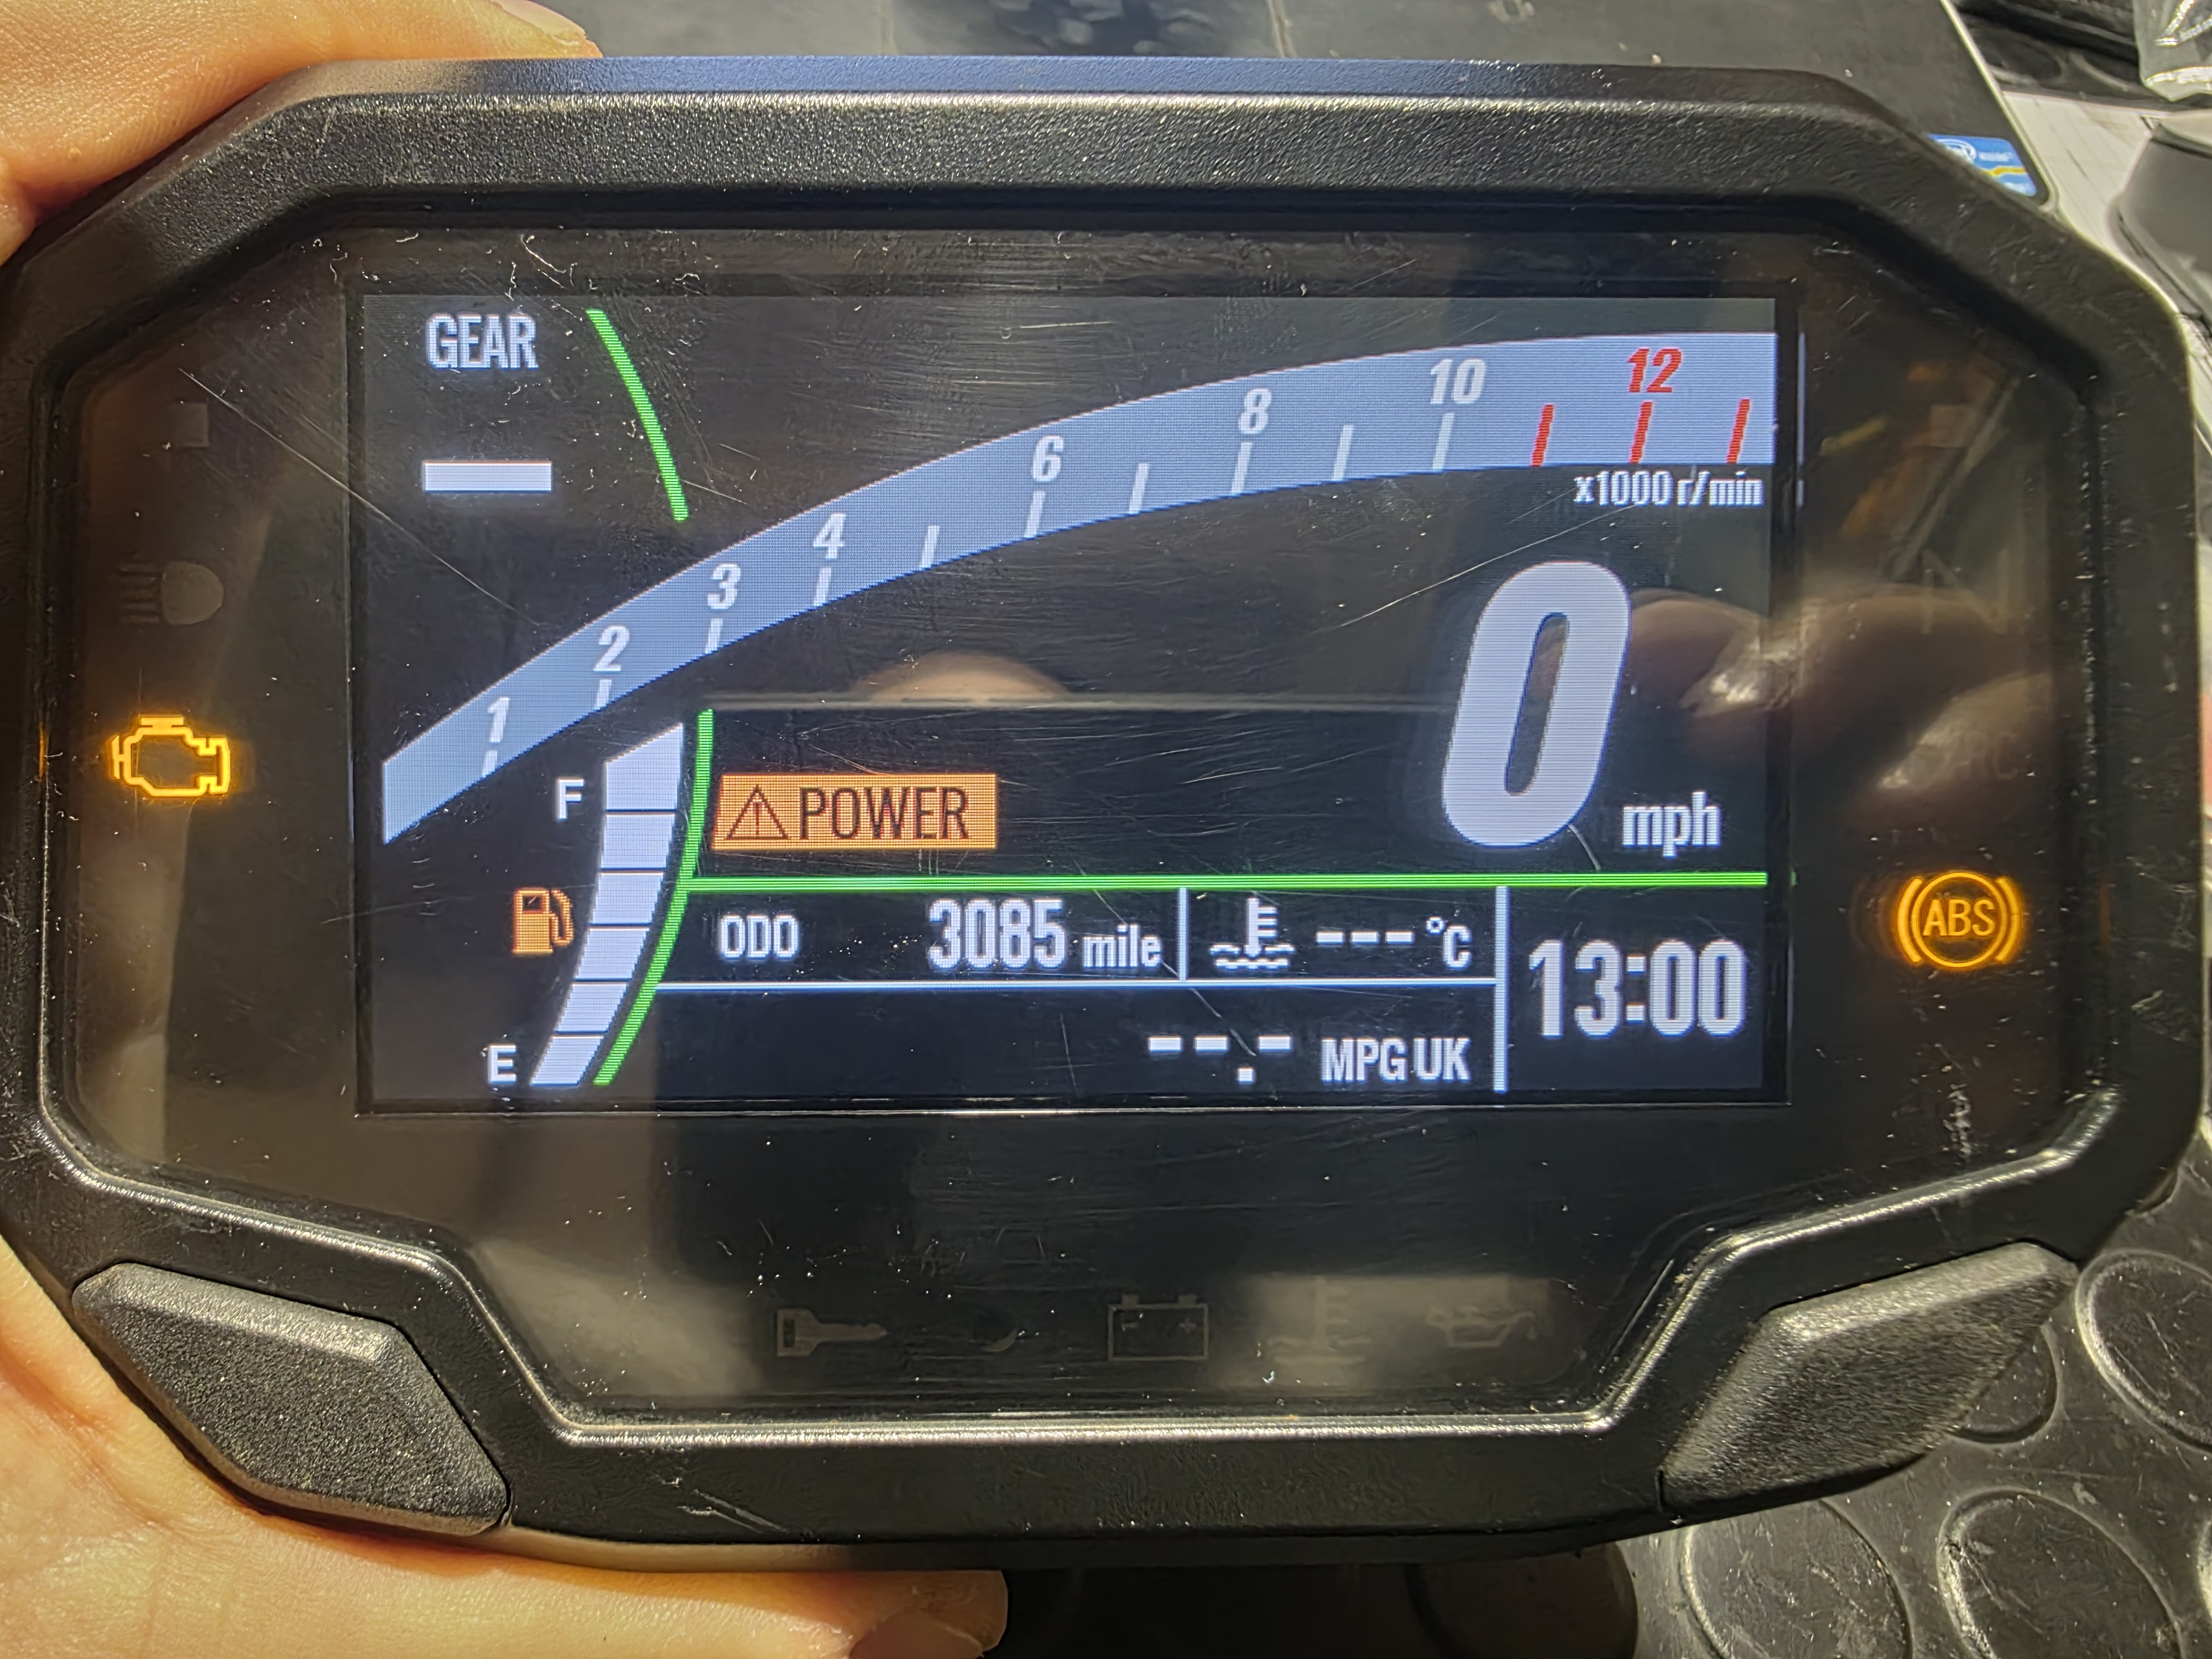 GEAR
1 2 3 4 6 8 10 12
x1000 r/min
0 mph
F
POWER
ABS
ODO 3085 mile --- °C
13:00
E
--.- MPG UK